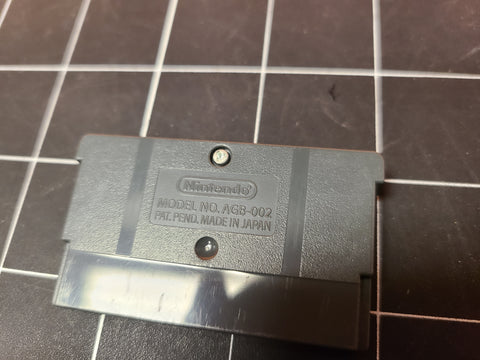 Nintendo
MODEL NO. AGB-002
PAT. PEND. MADE IN JAPAN